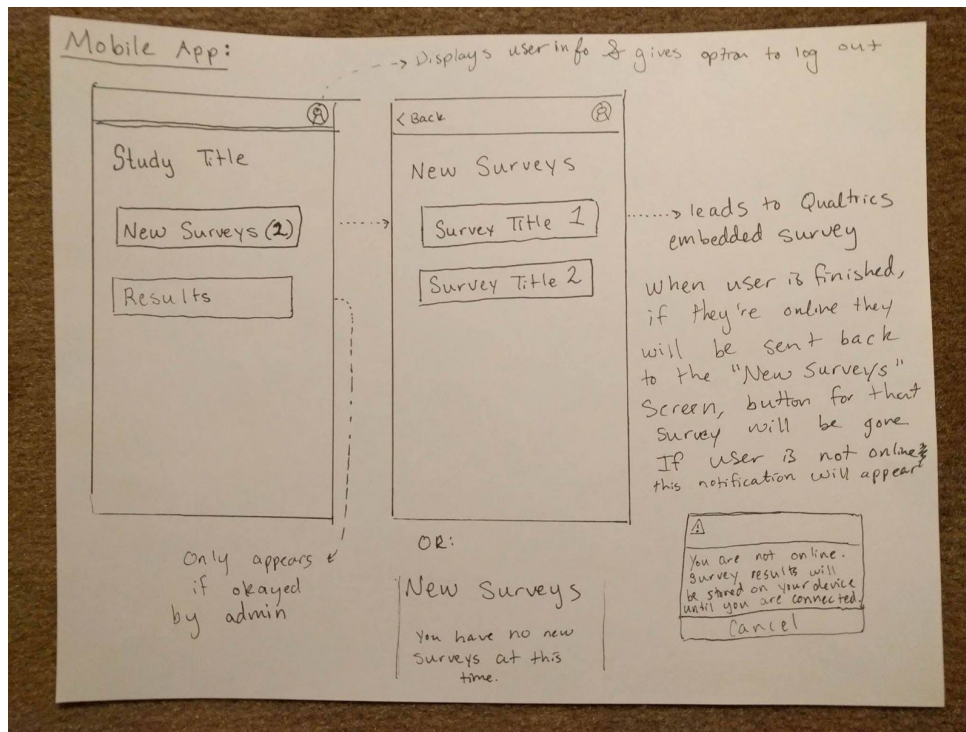 Mobile App:
Displays user info & gives option to log out
Study Title
New Surveys (2)
Results
Only appears
if okayed
by admin
< Back
New Surveys
Survey Title 1
Survey Title 2
OR:
New Surveys
You have no new
surveys at this
time.
leads to Qualtrics
embedded survey
When user is finished,
if they're online they
will be sent back
to the "New Surveys"
Screen, button for that
survey will be gone
If user is not online
this notification will appear
You are not online.
Survey results will
be stored on your device
until you are connected.
Cancel